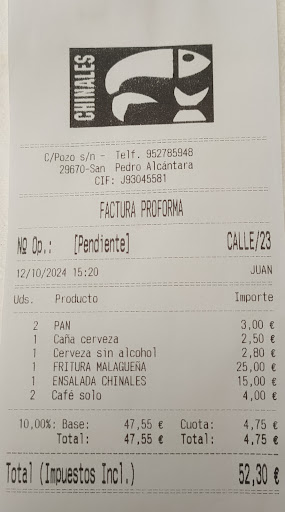 CHINALES
C/Pozo s/n - Telf. 952785948
29670-San Pedro Alcántara
CIF: J93045581
FACTURA PROFORMA
Nº Op.: [Pendiente] CALLE/23
12/10/2024 15:20 JUAN
Uds. Producto Importe
2 PAN 3,00 €
1 Caña cerveza 2,50 €
1 Cerveza sin alcohol 2,80 €
1 FRITURA MALAGUEÑA 25,00 €
1 ENSALADA CHINALES 15,00 €
2 Café solo 4,00 €
10,00%: Base: 47,55 € Cuota: 4,75 €
Total: 47,55 € Total: 4,75 €
Total (Impuestos Incl.) 52,30 €